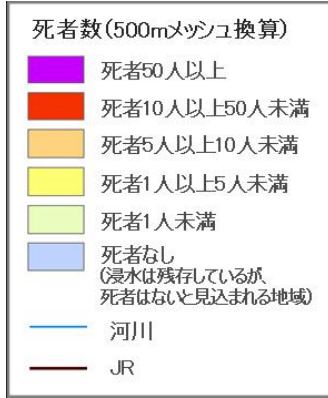 死者数(500mメッシュ換算)
死者50人以上
死者10人以上50人未満
死者5人以上10人未満
死者1人以上5人未満
死者1人未満
死者なし
(浸水は残存しているが、
死者はないと見込まれる地域)
河川
JR